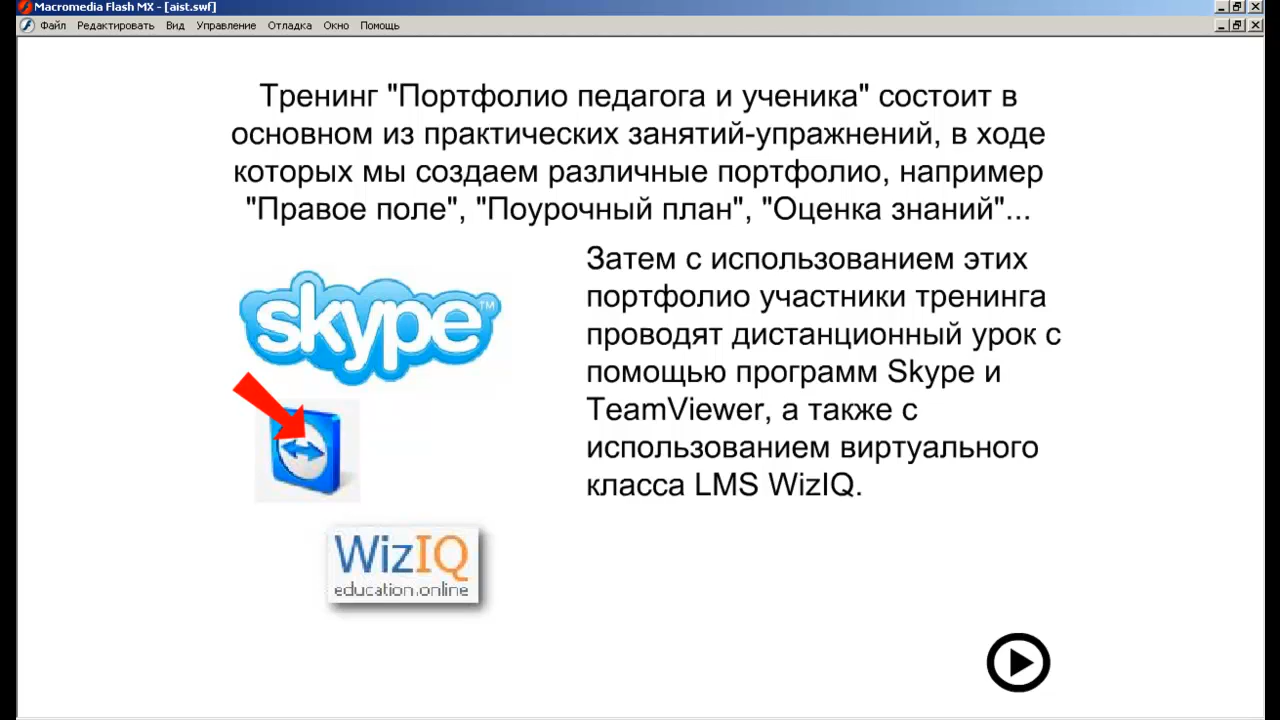 Macromedia Flash MX - [aist.swf]
Файл Редактировать Вид Управление Отладка Окно Помощь
Тренинг "Портфолио педагога и ученика" состоит в
основном из практических занятий-упражнений, в ходе
которых мы создаем различные портфолио, например
"Правое поле", "Поурочный план", "Оценка знаний"...
skype™
Затем с использованием этих
портфолио участники тренинга
проводят дистанционный урок с
помощью программ Skype и
TeamViewer, а также с
использованием виртуального
класса LMS WizIQ.
WizIQ
education.online